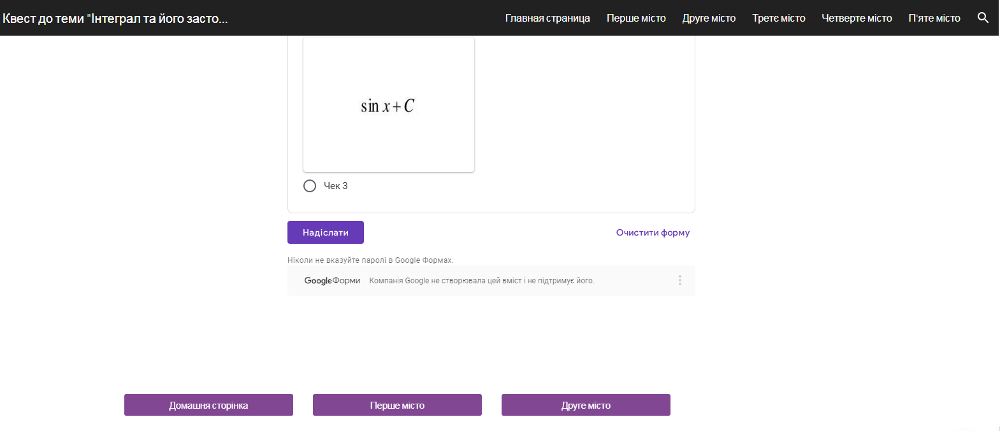 Квест до теми "Інтеграл та його засто...
Главная страница Перше місто Друге місто Третє місто Четверте місто П'яте місто
sin x + C
Чек 3
Надіслати Очистити форму
Ніколи не вказуйте паролі в Google Формах.
Google Форми Компанія Google не створювала цей вміст і не підтримує його.
Домашня сторінка Перше місто Друге місто